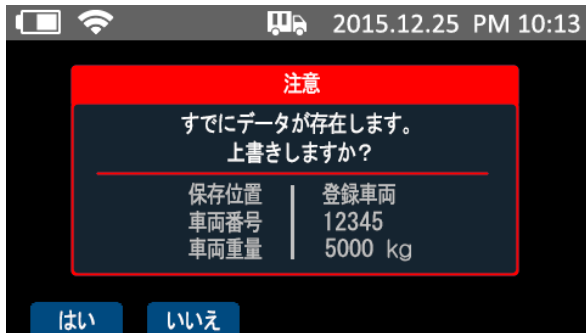 2015.12.25 PM 10:13
注意
すでにデータが存在します。
上書きしますか？
保存位置 登録車両
車両番号 12345
車両重量 5000 kg
はい いいえ